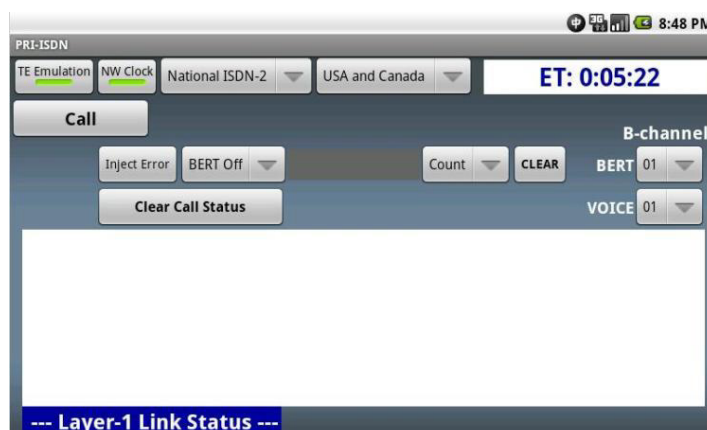 3G
8:48 PM
PRI-ISDN
TE Emulation NW Clock National ISDN-2 USA and Canada ET: 0:05:22
Call
B-channel
Inject Error BERT Off Count CLEAR BERT 01
Clear Call Status VOICE 01
--- Layer-1 Link Status ---